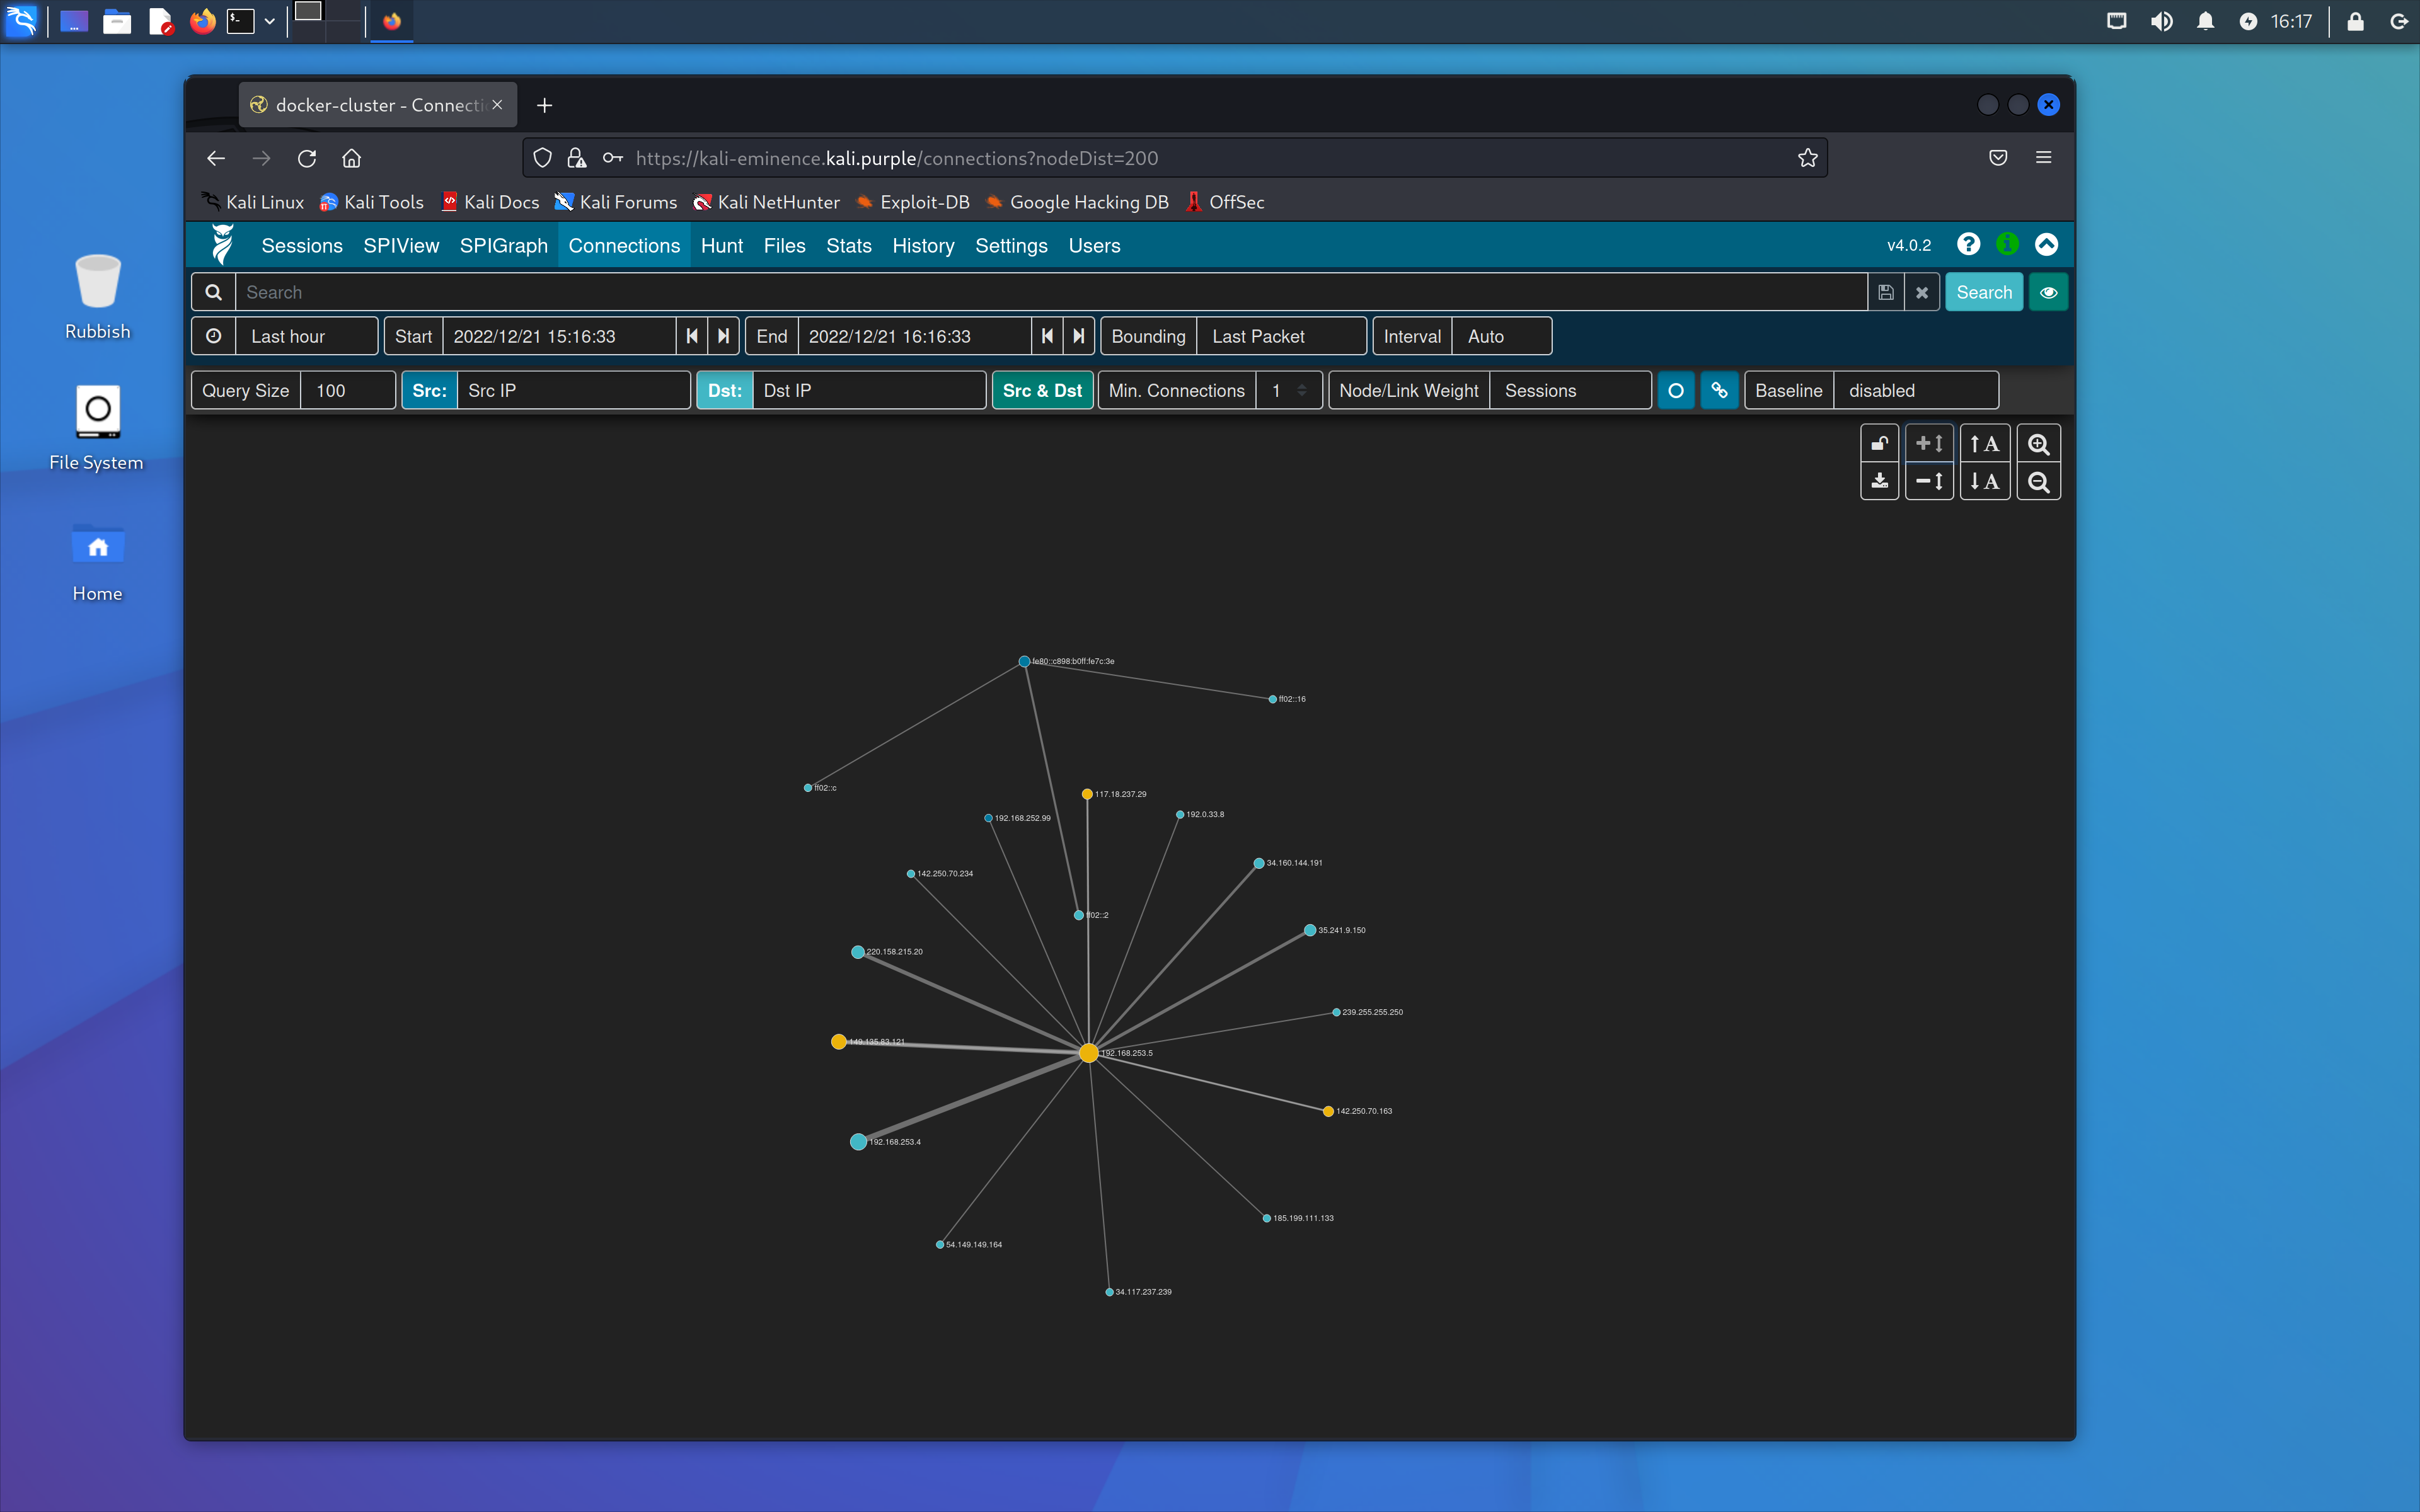 16:17
docker-cluster - Connecti
https://kali-eminence.kali.purple/connections?nodeDist=200
Kali Linux Kali Tools Kali Docs Kali Forums Kali NetHunter Exploit-DB Google Hacking DB OffSec
Sessions SPIView SPIGraph Connections Hunt Files Stats History Settings Users v4.0.2
Search Search
Last hour Start 2022/12/21 15:16:33 End 2022/12/21 16:16:33 Bounding Last Packet Interval Auto
Query Size 100 Src: Src IP Dst: Dst IP Src & Dst Min. Connections 1 Node/Link Weight Sessions Baseline disabled
A
A
Rubbish
File System
Home
fe80::c898:b0ff:fe7c:3e
ff02::16
ff02::c
117.18.237.29
192.168.252.99
192.0.33.8
34.160.144.191
142.250.70.234
ff02::2
35.241.9.150
220.158.215.20
239.255.255.250
149.135.83.121
192.168.253.5
142.250.70.163
192.168.253.4
185.199.111.133
54.149.149.164
34.117.237.239